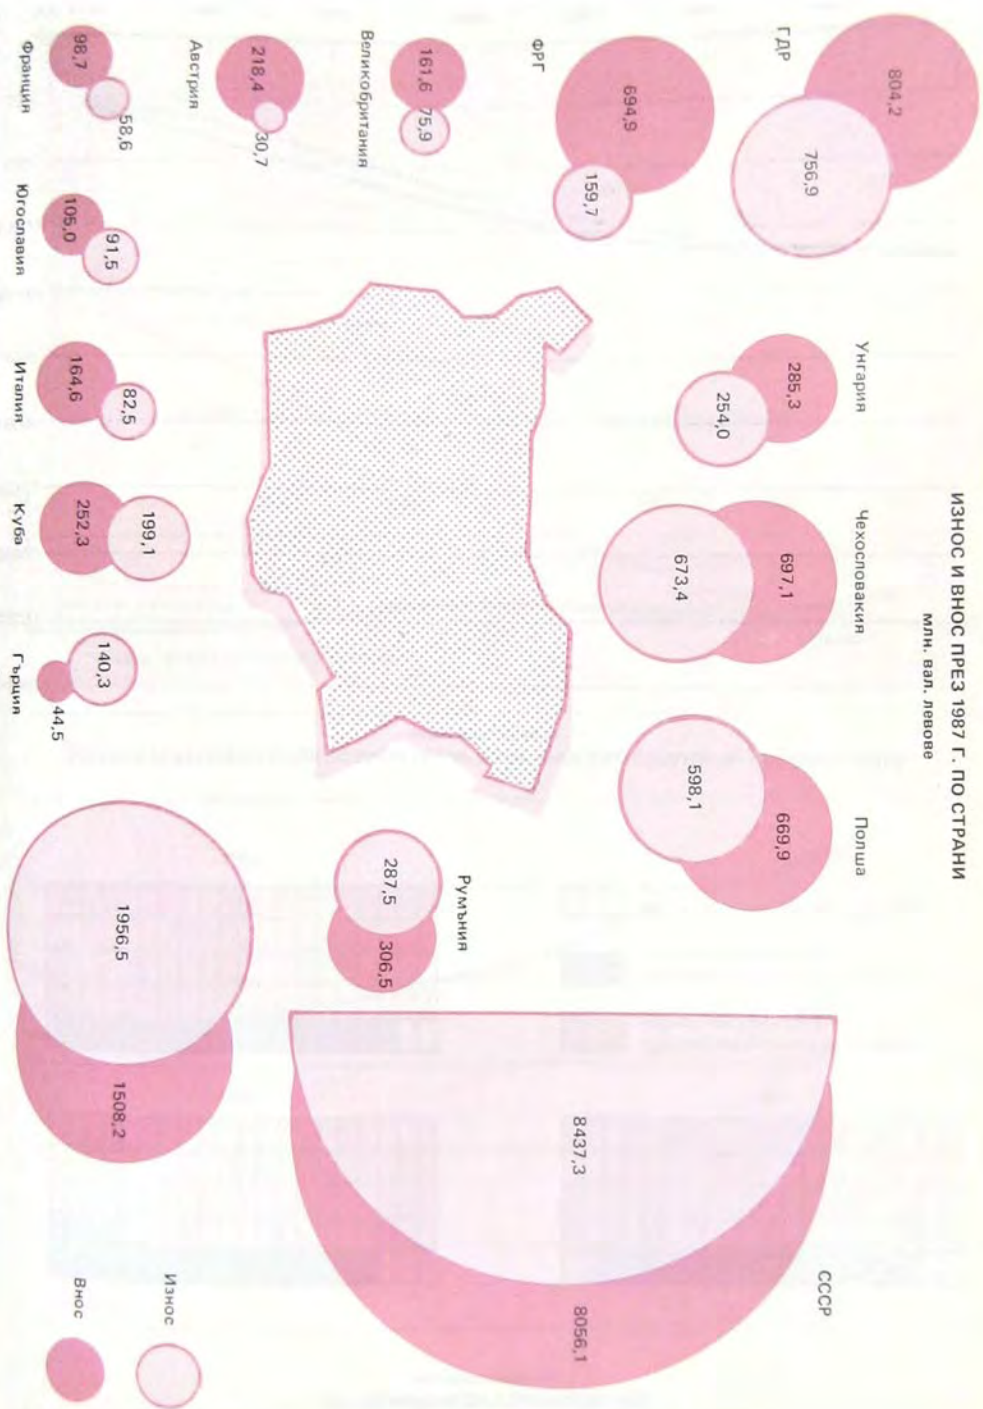 ИЗНОС И ВНОС ПРЕЗ 1987 Г. ПО СТРАНИ
млн. вал. левове
ГДР
804,2
756,9
ФРГ
694,9
159,7
Великобритания
161,6
75,9
Австрия
218,4
30,7
Франция
98,7
58,6
Унгария
285,3
254,0
Чехословакия
697,1
673,4
Полша
669,9
598,1
Югославия
105,0
91,5
Италия
164,6
82,5
Куба
252,3
199,1
Гърция
140,3
44,5
Румъния
287,5
306,5
СССР
8437,3
8056,1
1956,5
1508,2
Износ
Внос